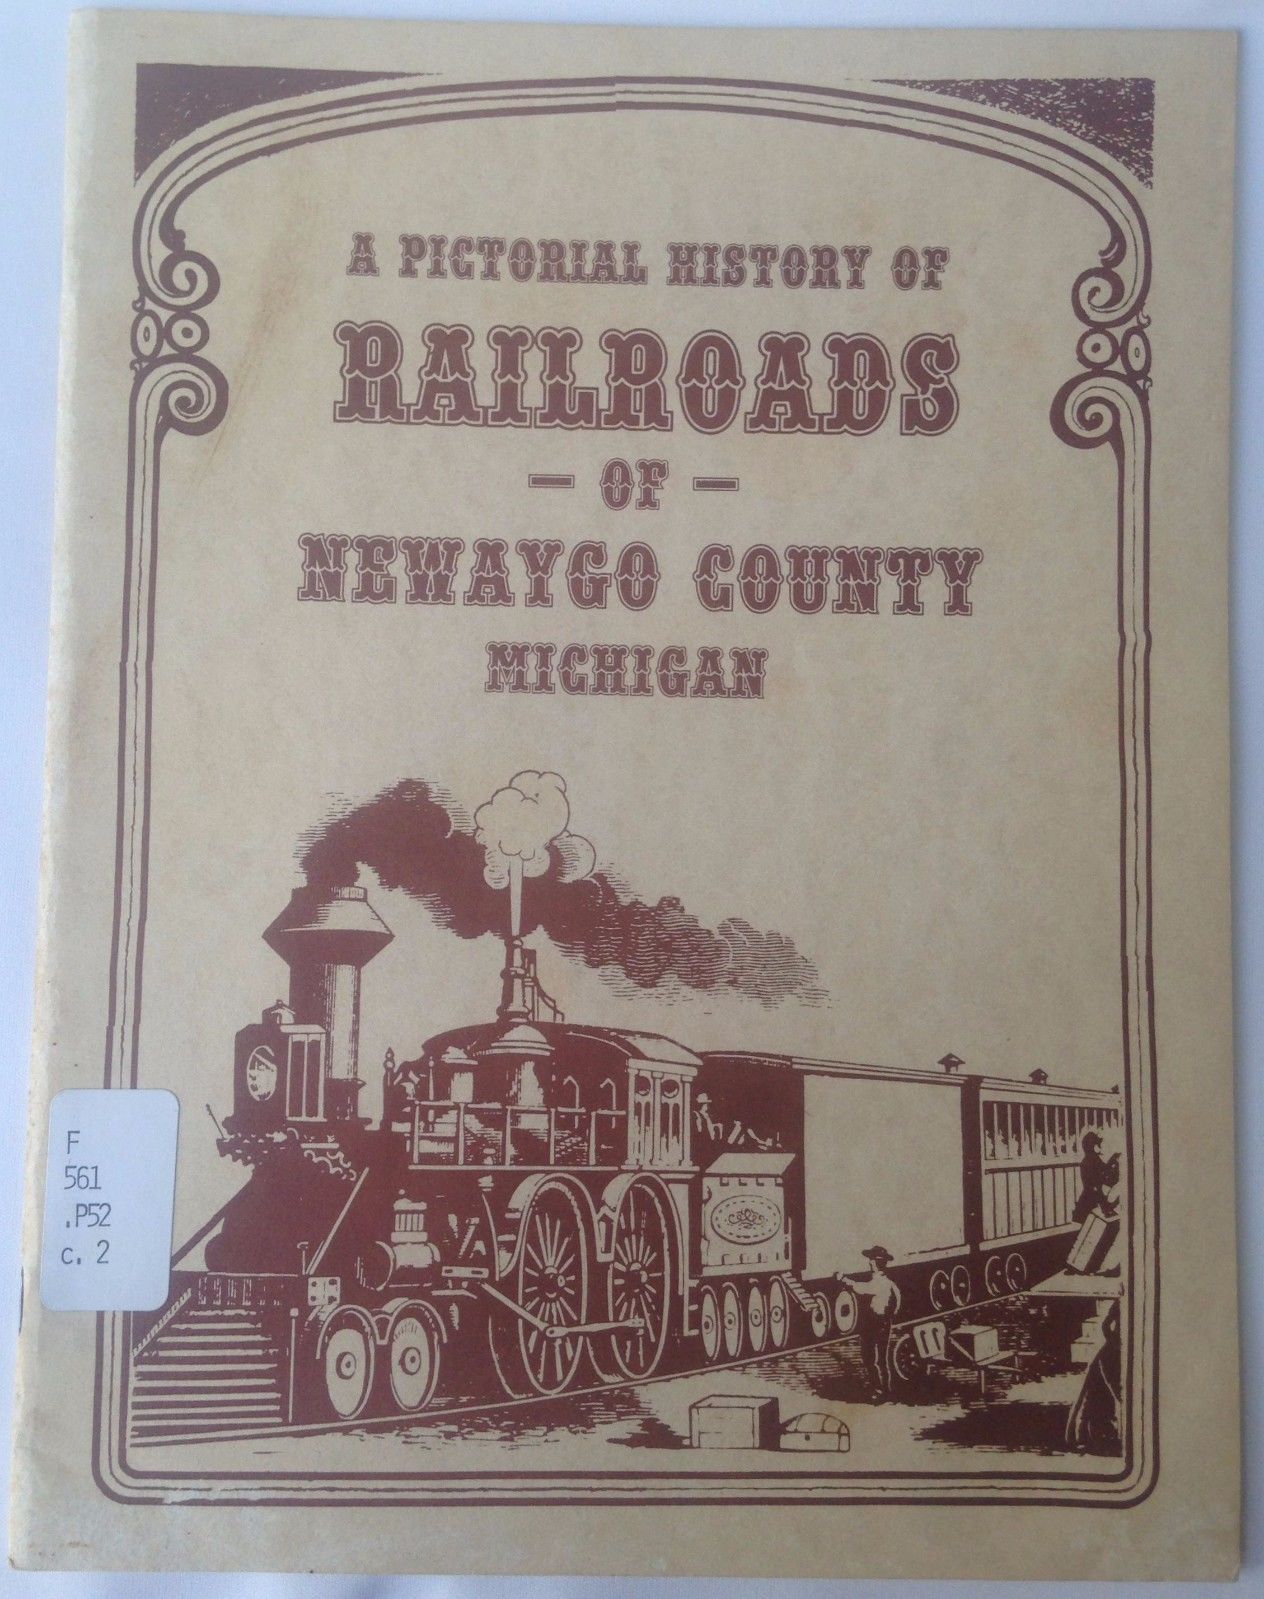 A PICTORIAL HISTORY OF
RAILROADS
— OF —
NEWAYGO COUNTY
MICHIGAN
F
561
.P52
c. 2